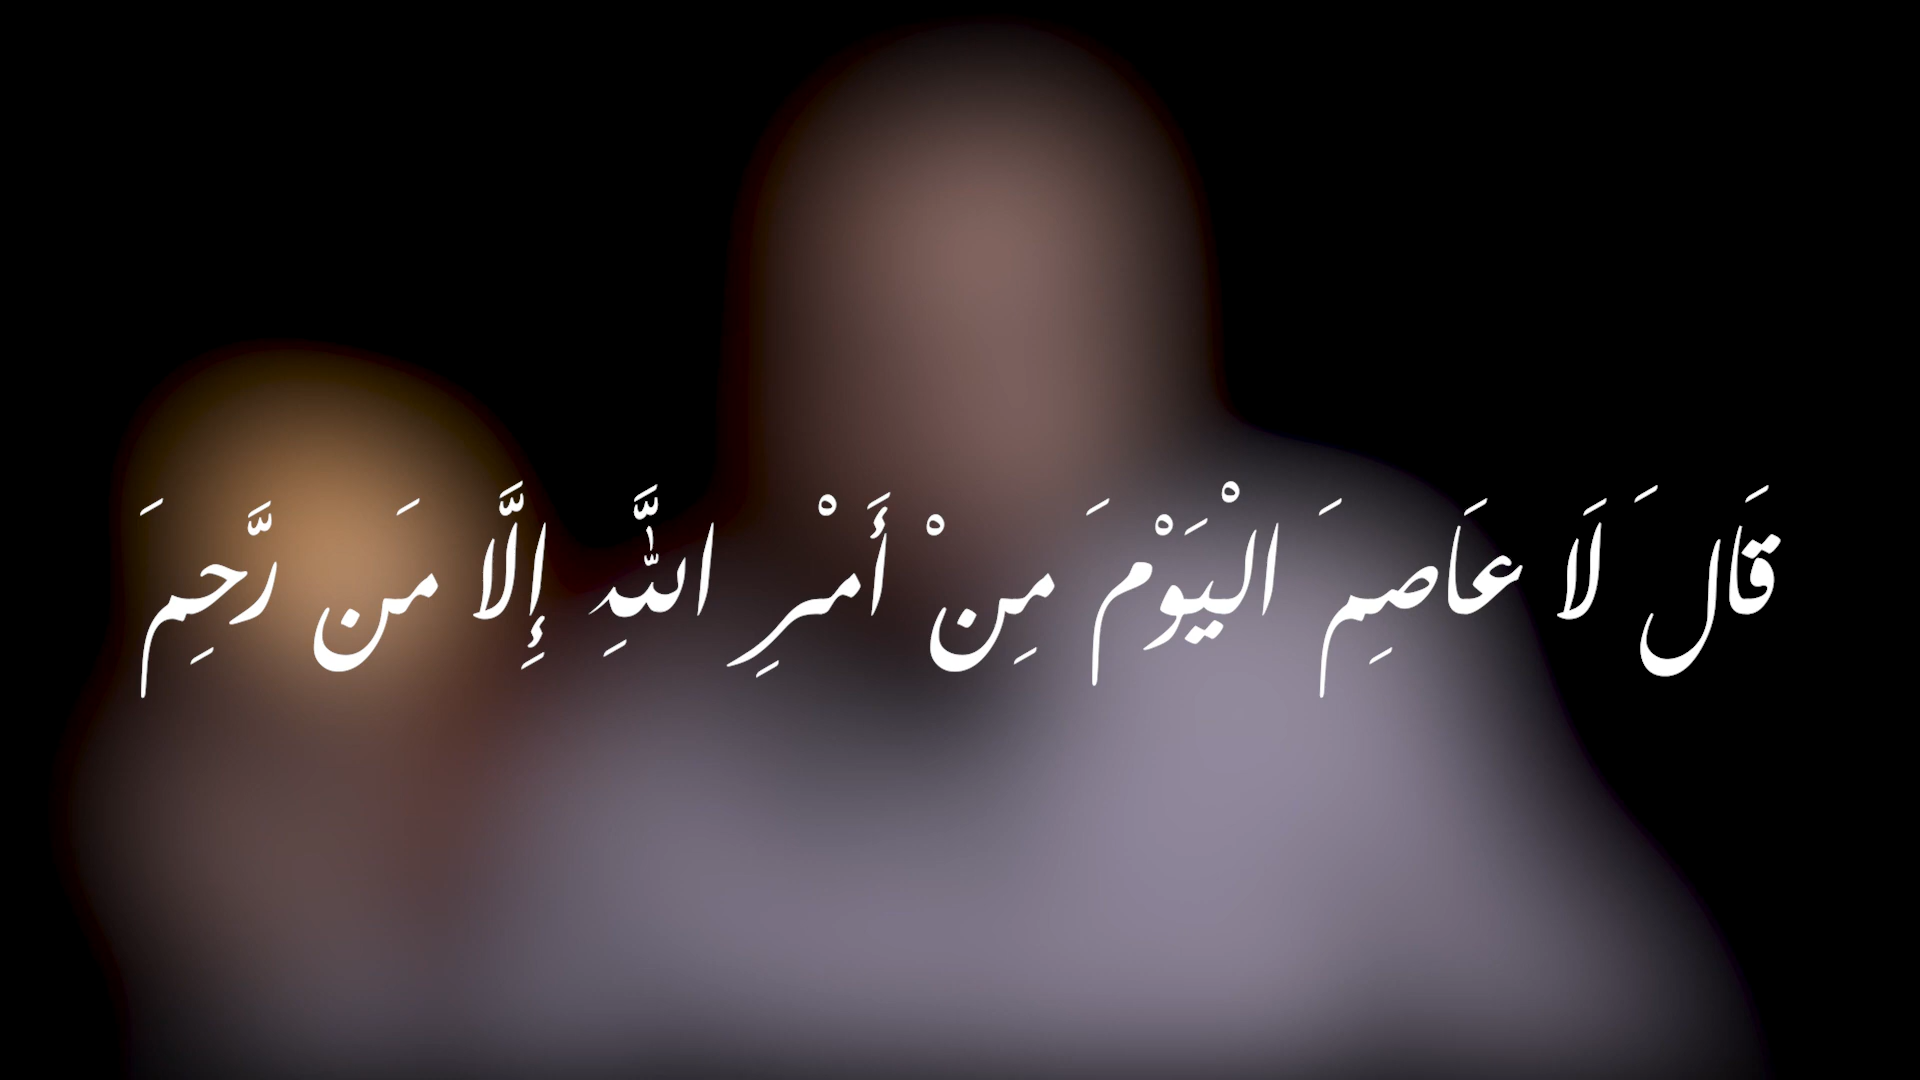 قَالَ لَا عَاصِمَ الْيَوْمَ مِنْ أَمْرِ اللَّهِ إِلَّا مَن رَّحِمَ